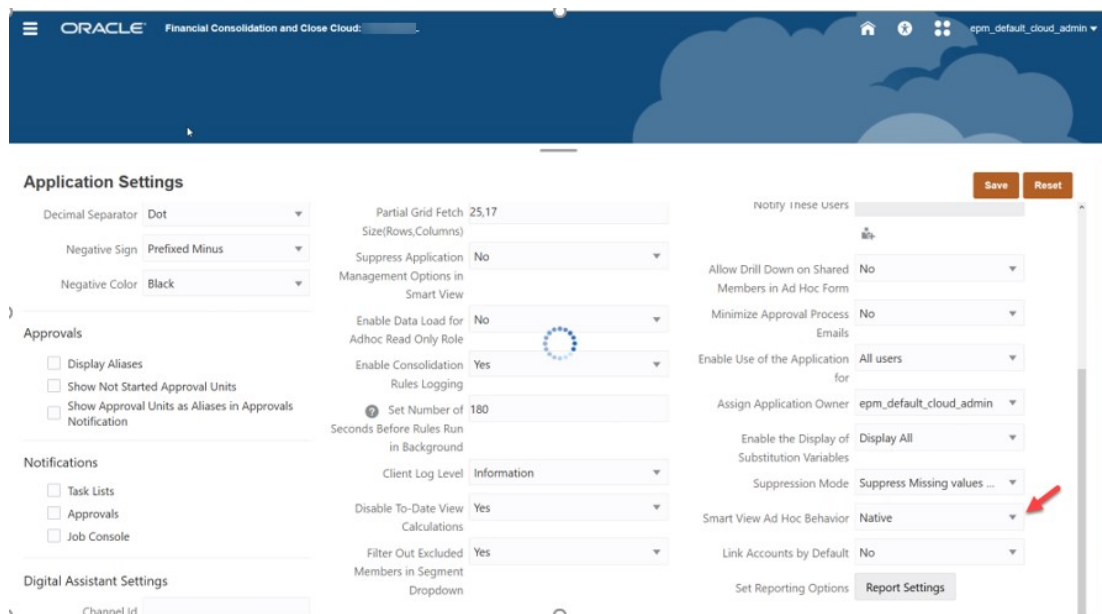 ORACLE Financial Consolidation and Close Cloud: epm_default_cloud_admin
Application Settings
Save Reset
Decimal Separator Dot
Negative Sign Prefixed Minus
Negative Color Black
Approvals
Display Aliases
Show Not Started Approval Units
Show Approval Units as Aliases in Approvals
Notification
Notifications
Task Lists
Approvals
Job Console
Digital Assistant Settings
Channel Id
Partial Grid Fetch 25,17
Size(Rows,Columns)
Suppress Application No
Management Options in
Smart View
Enable Data Load for No
Adhoc Read Only Role
Enable Consolidation Yes
Rules Logging
? Set Number of 180
Seconds Before Rules Run
in Background
Client Log Level Information
Disable To-Date View Yes
Calculations
Filter Out Excluded Yes
Members in Segment
Dropdown
Notify These Users
Allow Drill Down on Shared No
Members in Ad Hoc Form
Minimize Approval Process No
Emails
Enable Use of the Application All users
for
Assign Application Owner epm_default_cloud_admin
Enable the Display of Display All
Substitution Variables
Suppression Mode Suppress Missing values ...
Smart View Ad Hoc Behavior Native
Link Accounts by Default No
Set Reporting Options Report Settings